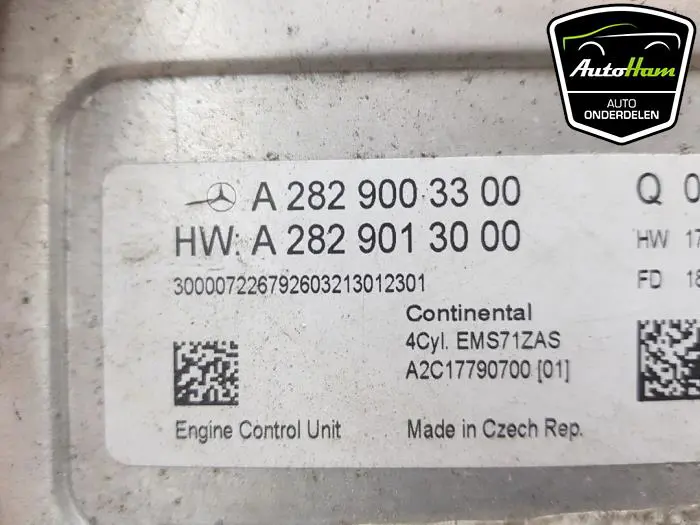 AutoHam
AUTO
ONDERDELEN
A 282 900 33 00
Q 0
HW: A 282 901 30 00
HW 17
300007226792603213012301
FD 18
Continental
4Cyl. EMS71ZAS
A2C17790700 [01]
Engine Control Unit
Made in Czech Rep.